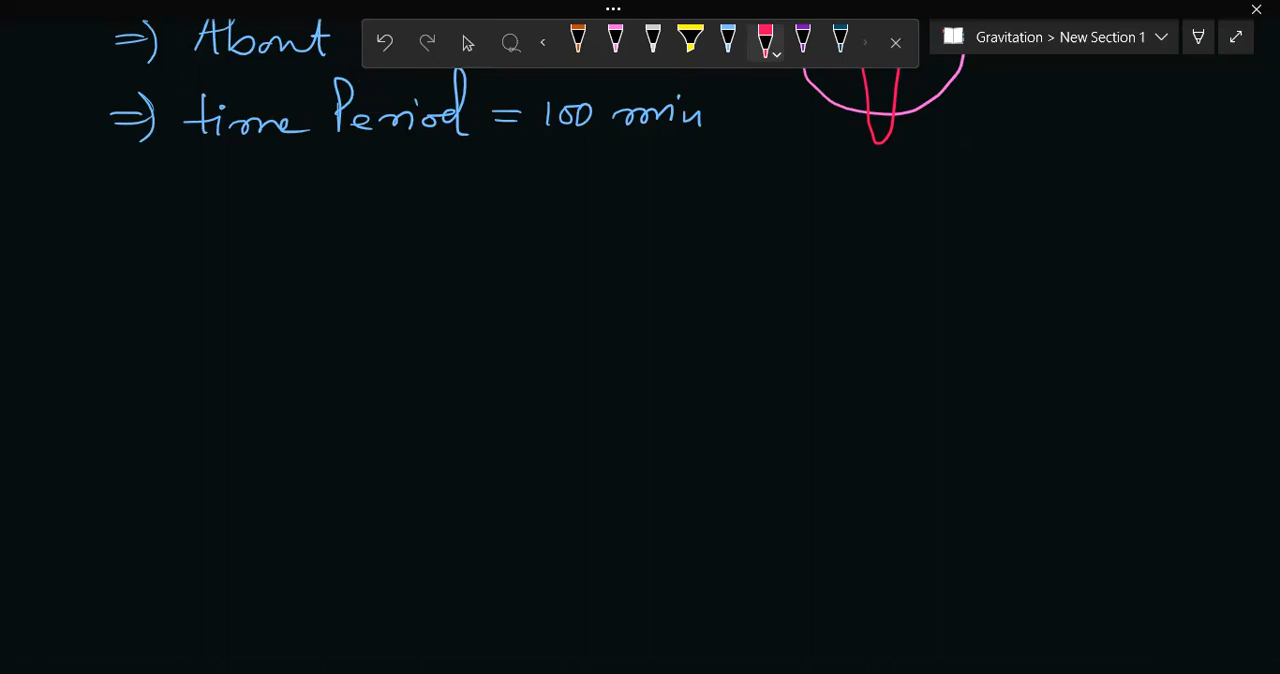 ⇒ About
Gravitation > New Section 1
⇒ time Period = 100 min